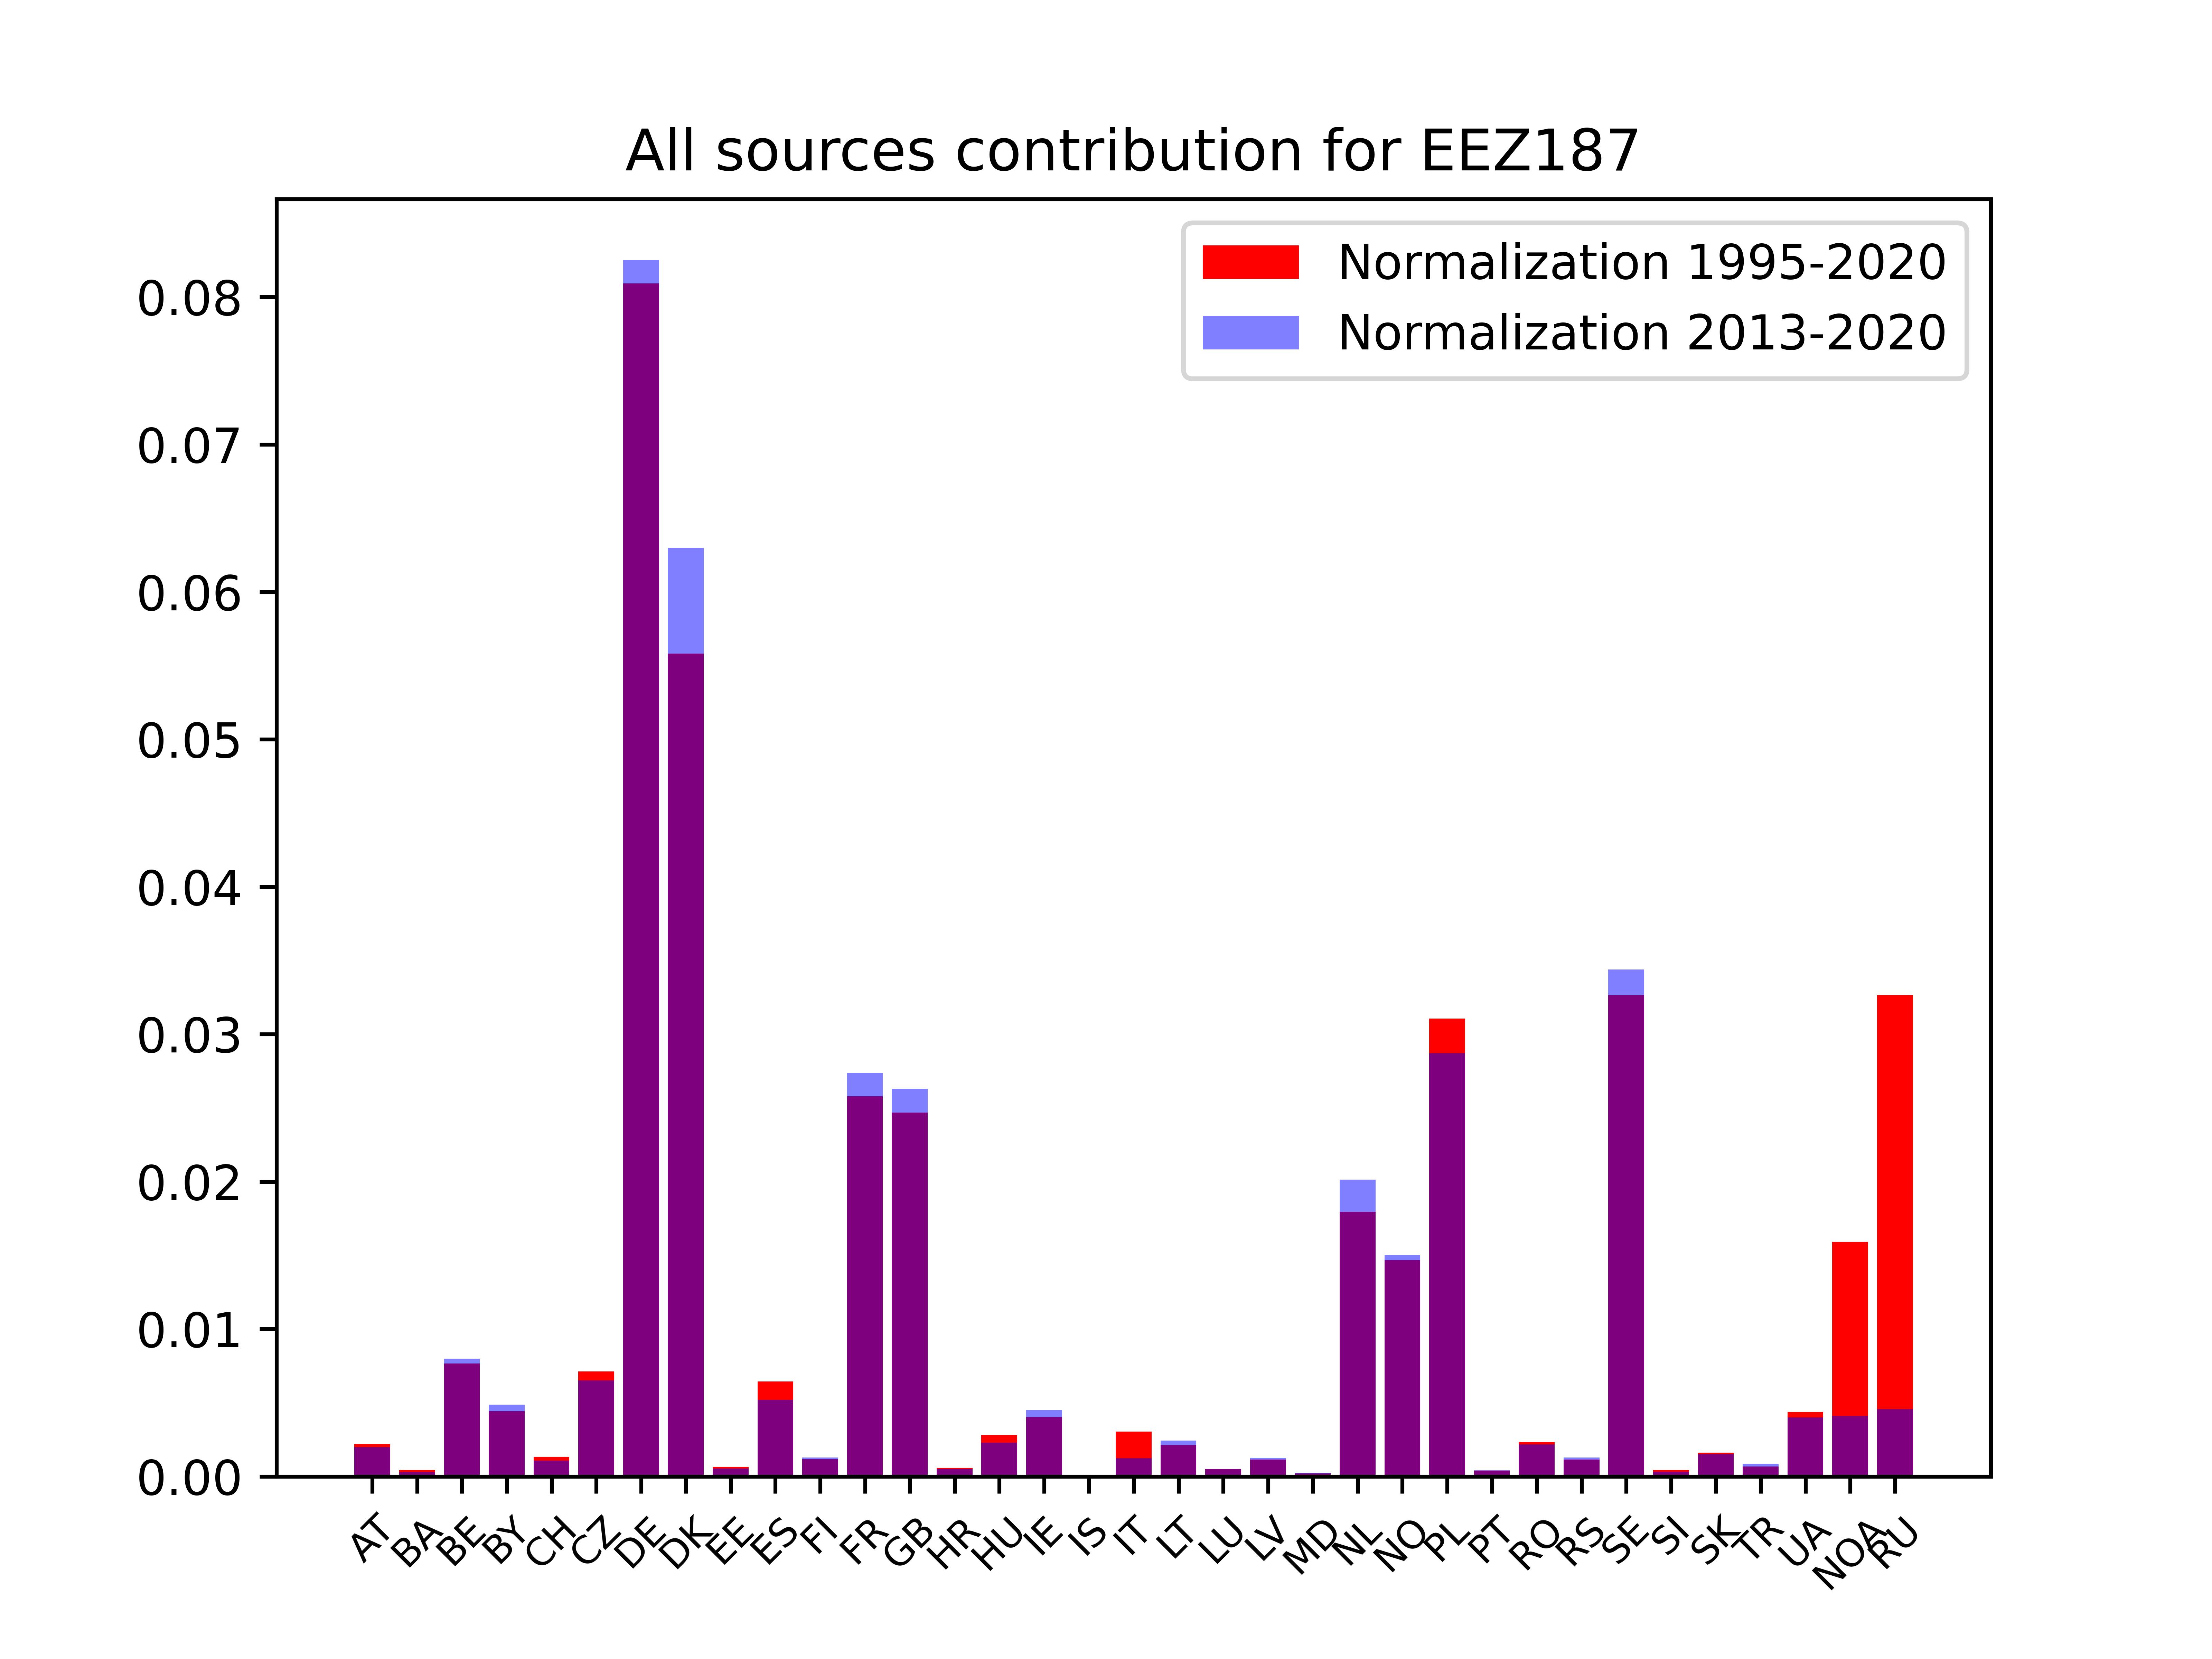 All sources contribution for EEZ187
Normalization 1995-2020
Normalization 2013-2020
0.08
0.07
0.06
0.05
0.04
0.03
0.02
0.01
0.00
AT BA BE BY CH CZ DE DK EE ES FI FR GB HR HU IE IS IT LT LU LV MD NL NO PL PT RO RS SE SI SK TR UA NOA RU